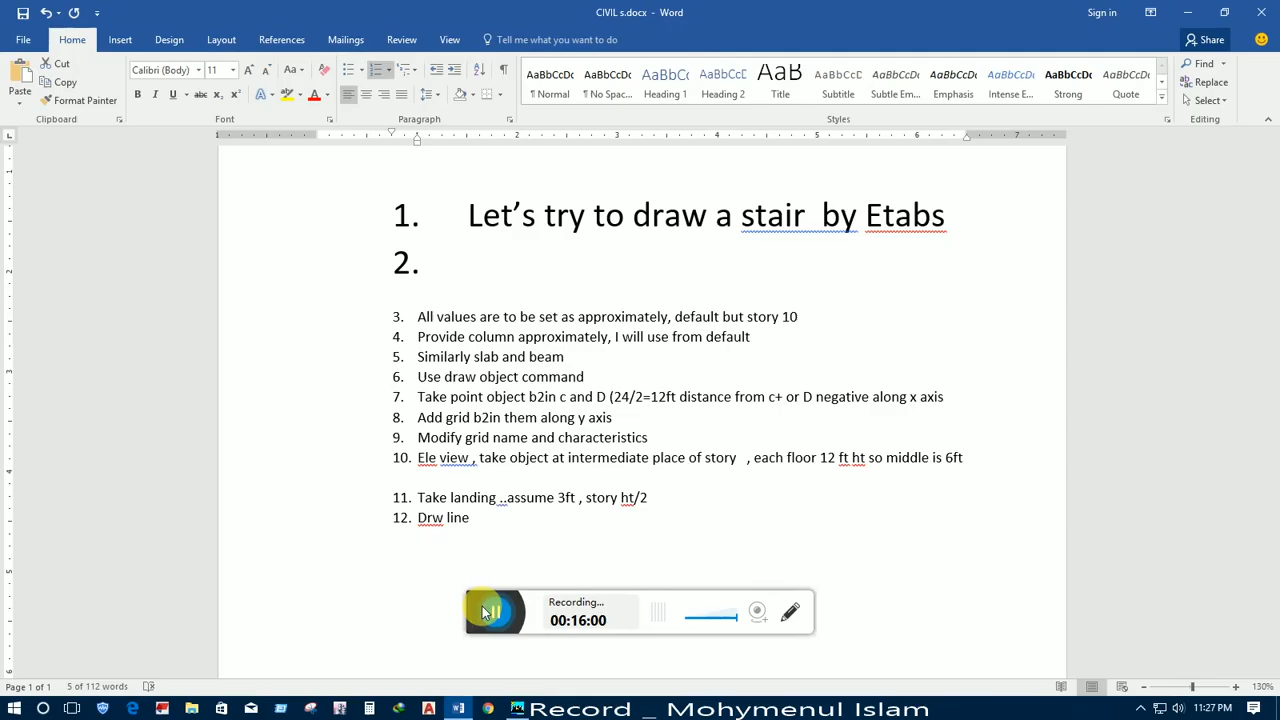 CIVIL s.docx - Word
Sign in
File Home Insert Design Layout References Mailings Review View Tell me what you want to do Share
Paste
Cut
Copy
Format Painter
Clipboard
Calibri (Body) 11
Font
Paragraph
AaBbCcDc AaBbCcDc AaBbCc AaBbCcC AaB AaBbCcD AaBbCcDc AaBbCcDc AaBbCcDc AaBbCcDc AaBbCcDc
¶ Normal ¶ No Spac... Heading 1 Heading 2 Title Subtitle Subtle Em... Emphasis Intense E... Strong Quote
Styles
Find
Replace
Select
Editing
1. Let's try to draw a stair by Etabs
2.
3. All values are to be set as approximately, default but story 10
4. Provide column approximately, I will use from default
5. Similarly slab and beam
6. Use draw object command
7. Take point object b2in c and D (24/2=12ft distance from c+ or D negative along x axis
8. Add grid b2in them along y axis
9. Modify grid name and characteristics
10. Ele view , take object at intermediate place of story , each floor 12 ft ht so middle is 6ft
11. Take landing ..assume 3ft , story ht/2
12. Drw line
Recording...
00:16:00
Page 1 of 1 5 of 112 words
130%
Record _ Mohymenul Islam
11:27 PM